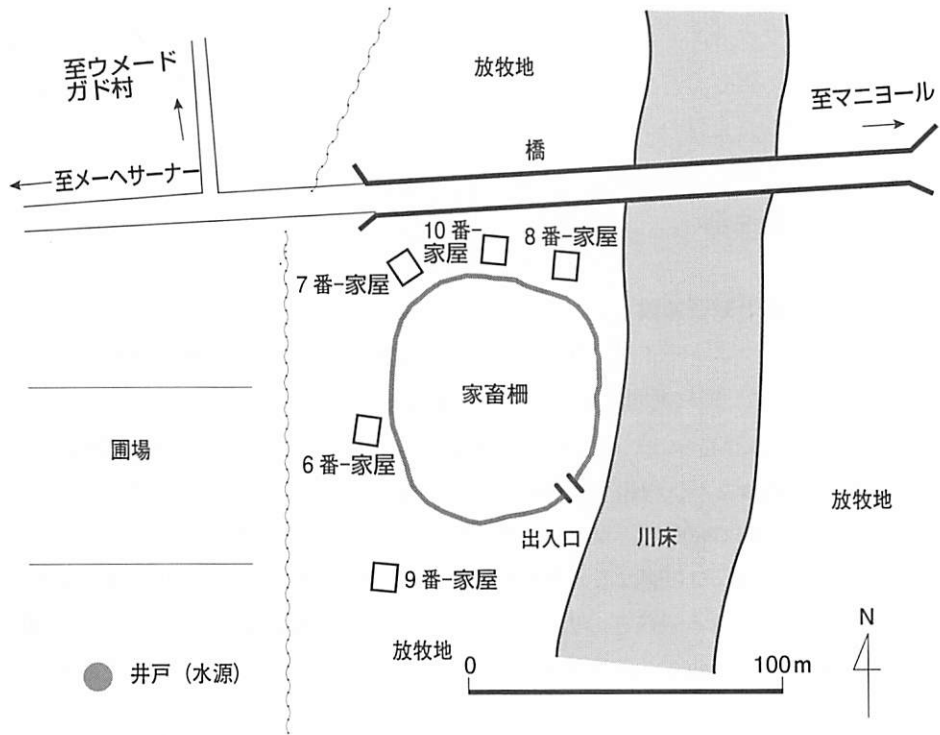 至ウメード
ガド村
放牧地
至マニヨール
橋
至メーヘサーナー
10番-
家屋
8番-家屋
7番-家屋
家畜柵
圃場
6番-家屋
放牧地
出入口
川床
9番-家屋
放牧地
井戸（水源）
0
100m
N